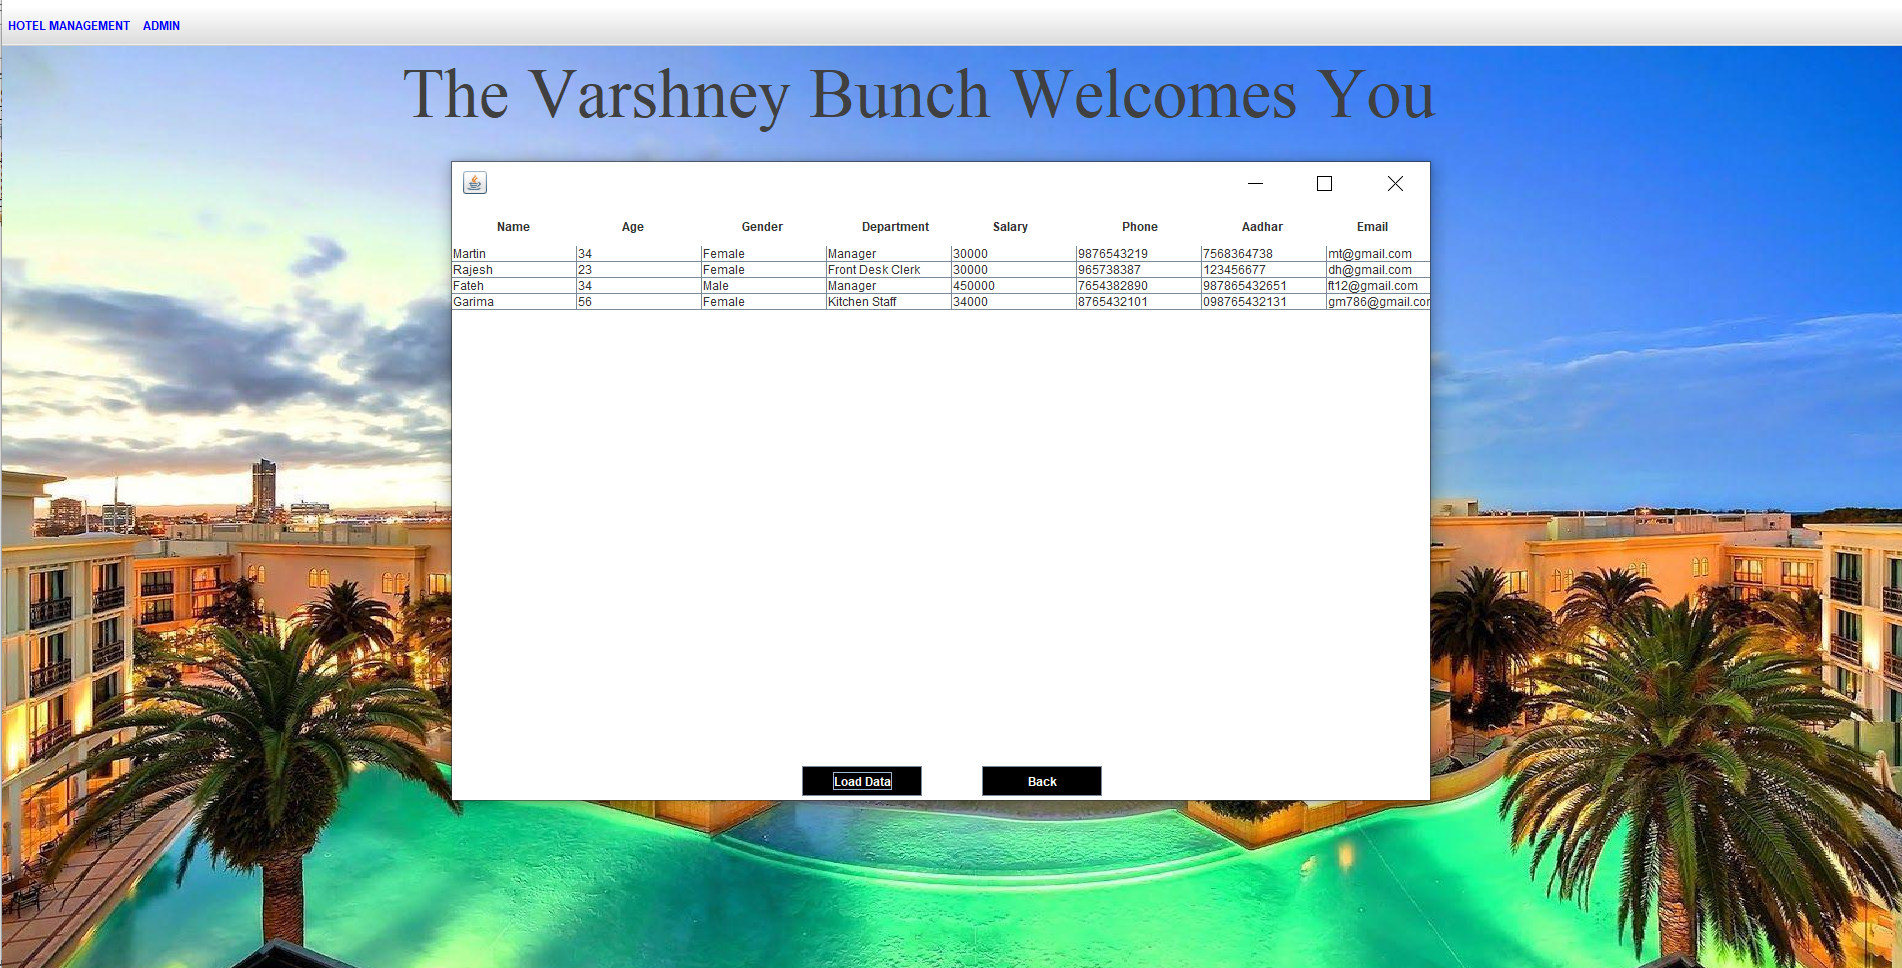 HOTEL MANAGEMENT ADMIN
The Varshney Bunch Welcomes You
Name Age Gender Department Salary Phone Aadhar Email
Martin 34 Female Manager 30000 9876543219 7568364738 mt@gmail.com
Rajesh 23 Female Front Desk Clerk 30000 965738387 123456677 dh@gmail.com
Fateh 34 Male Manager 450000 7654382890 987865432651 ft12@gmail.com
Garima 56 Female Kitchen Staff 34000 8765432101 098765432131 gm786@gmail.cor
Load Data Back